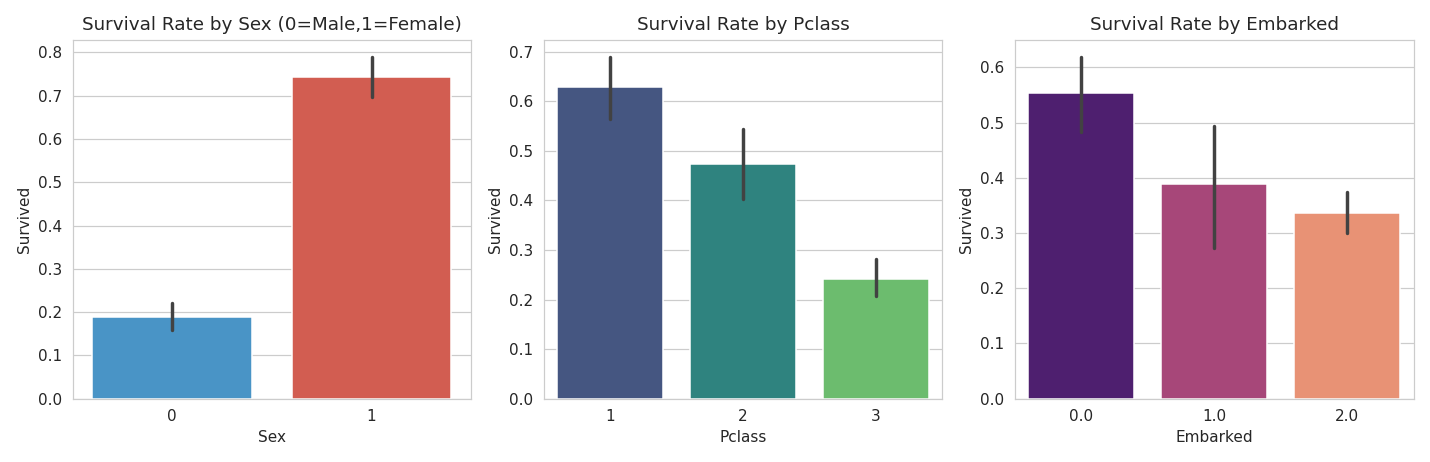 Survival Rate by Sex (0=Male,1=Female)
Survived
0.8
0.7
0.6
0.5
0.4
0.3
0.2
0.1
0.0
0 1
Sex
Survival Rate by Pclass
Survived
0.7
0.6
0.5
0.4
0.3
0.2
0.1
0.0
1 2 3
Pclass
Survival Rate by Embarked
Survived
0.6
0.5
0.4
0.3
0.2
0.1
0.0
0.0 1.0 2.0
Embarked